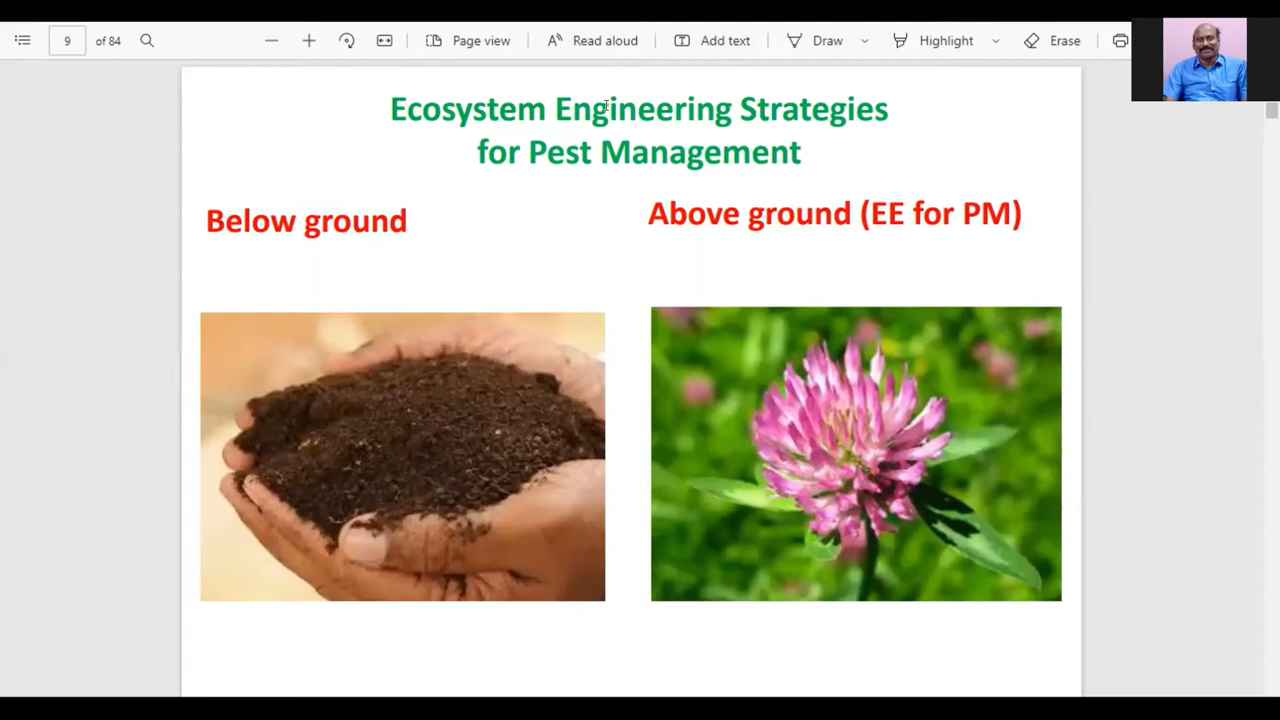 9 of 84 Page view Read aloud Add text Draw Highlight Erase
Ecosystem Engineering Strategies
for Pest Management
Below ground
Above ground (EE for PM)